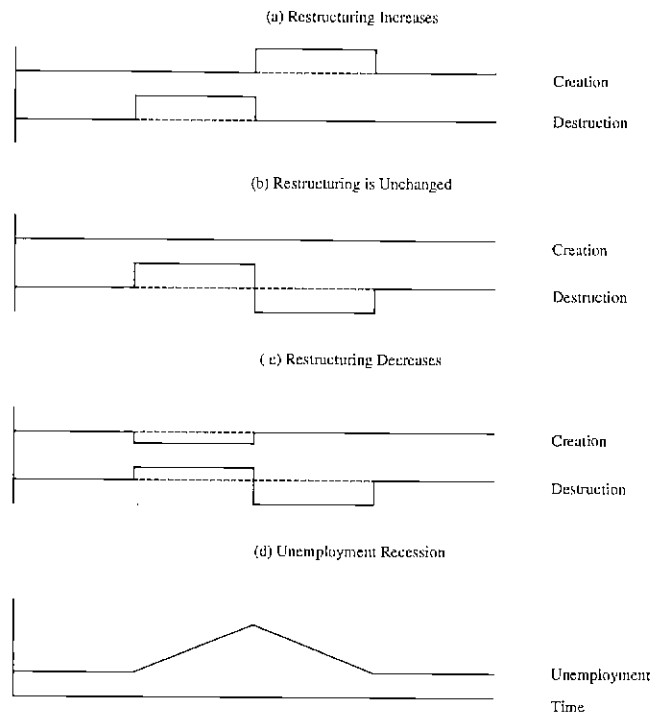 (a) Restructuring Increases
Creation
Destruction
(b) Restructuring is Unchanged
Creation
Destruction
(c) Restructuring Decreases
Creation
Destruction
(d) Unemployment Recession
Unemployment
Time